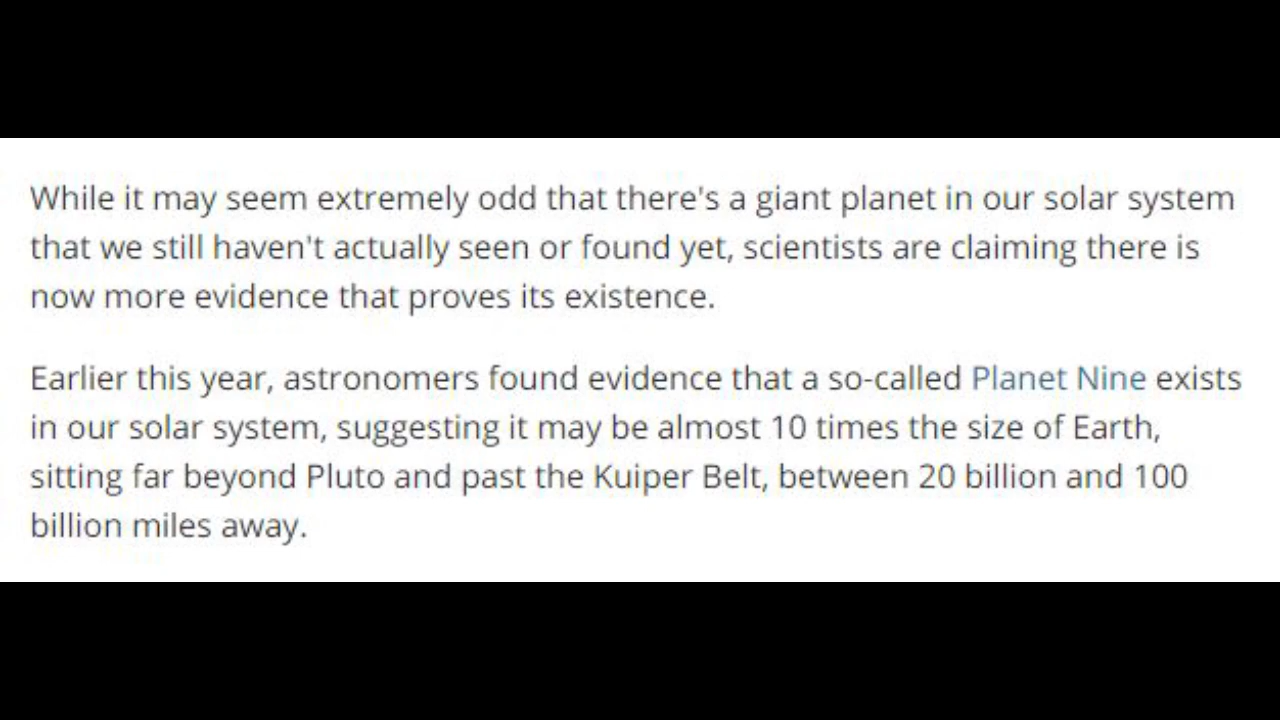 While it may seem extremely odd that there's a giant planet in our solar system
that we still haven't actually seen or found yet, scientists are claiming there is
now more evidence that proves its existence.
Earlier this year, astronomers found evidence that a so-called Planet Nine exists
in our solar system, suggesting it may be almost 10 times the size of Earth,
sitting far beyond Pluto and past the Kuiper Belt, between 20 billion and 100
billion miles away.